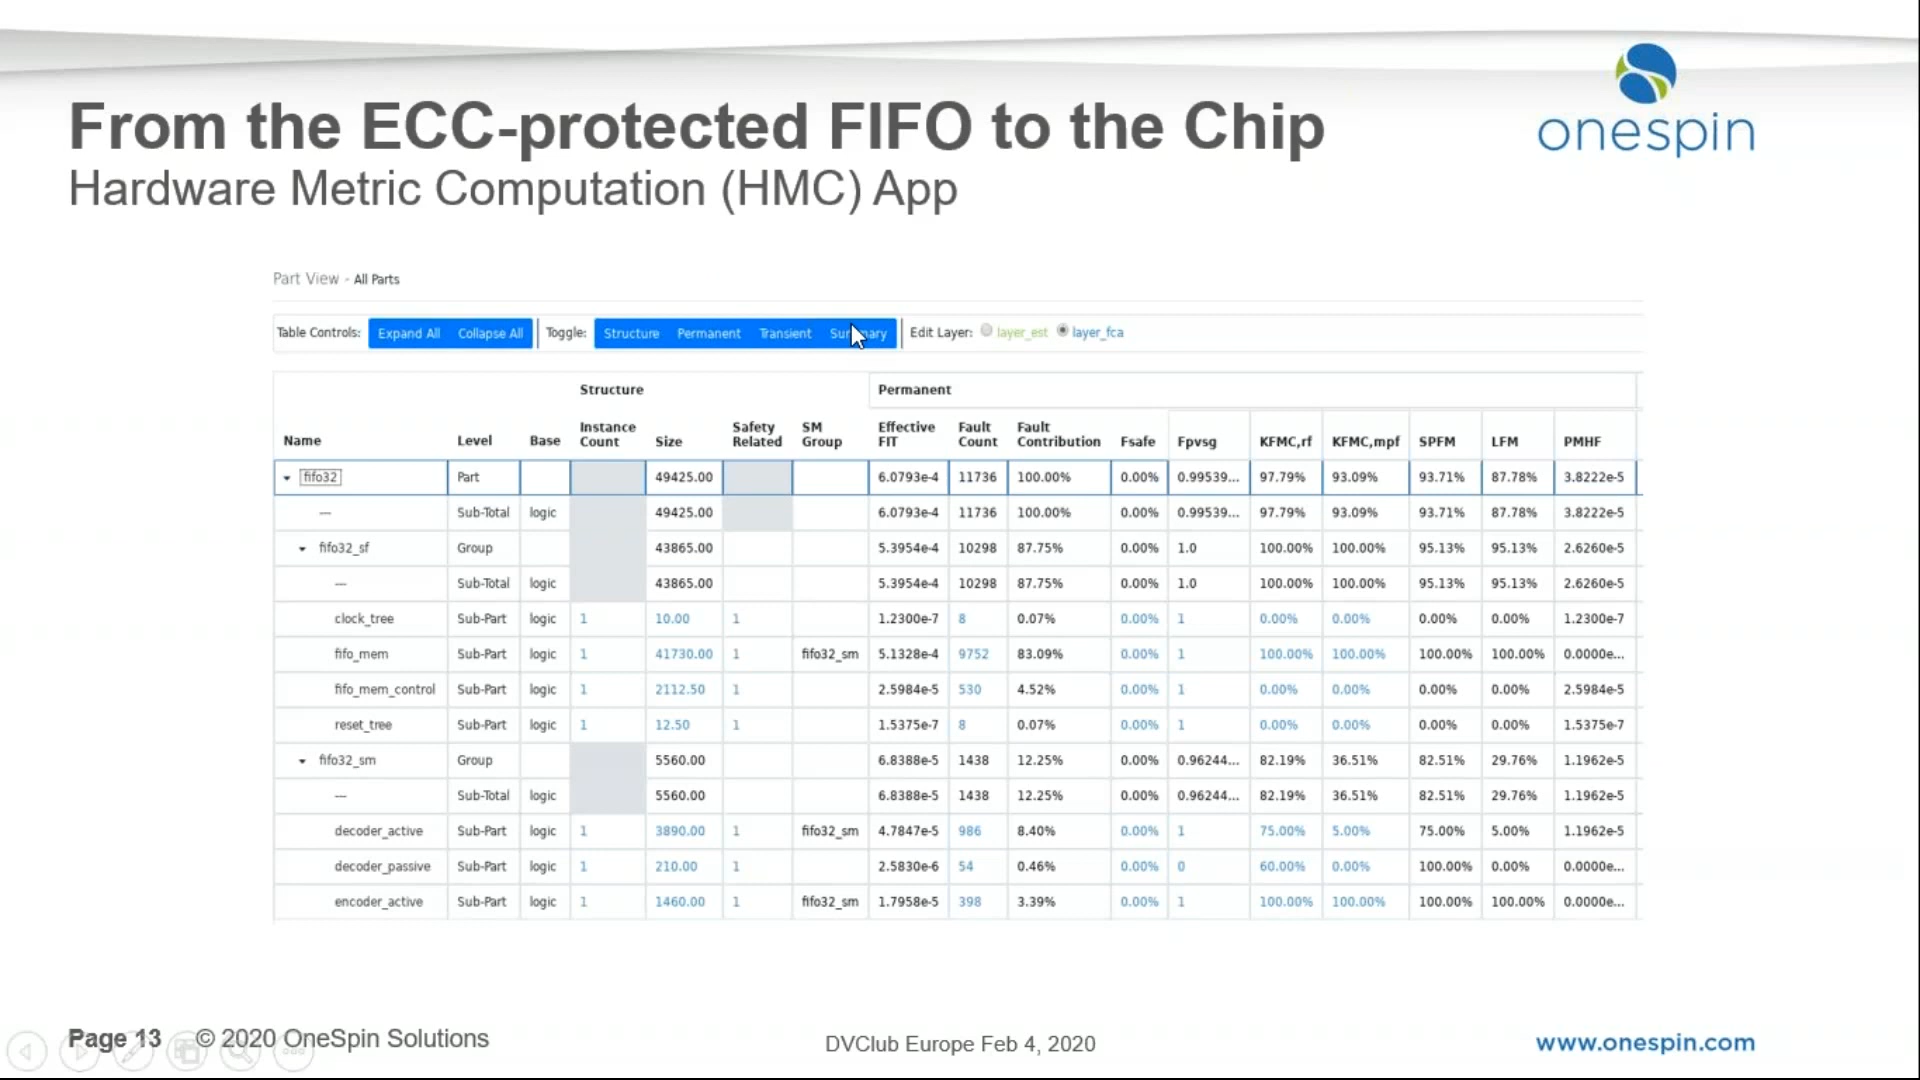 onespin
From the ECC-protected FIFO to the Chip
Hardware Metric Computation (HMC) App
Part View - All Parts
Table Controls: Expand All Collapse All Toggle: Structure Permanent Transient Summary Edit Layer: layer_est layer_fca
Structure Permanent
Name Level Base Instance Count Size Safety Related SM Group Effective FIT Fault Count Fault Contribution Fsafe Fpvsg KFMC,rf KFMC,mpf SPFM LFM PMHF
fifo32 Part 49425.00 6.0793e-4 11736 100.00% 0.00% 0.99539... 97.79% 93.09% 93.71% 87.78% 3.8222e-5
--- Sub-Total logic 49425.00 6.0793e-4 11736 100.00% 0.00% 0.99539... 97.79% 93.09% 93.71% 87.78% 3.8222e-5
fifo32_sf Group 43865.00 5.3954e-4 10298 87.75% 0.00% 1.0 100.00% 100.00% 95.13% 95.13% 2.6260e-5
--- Sub-Total logic 43865.00 5.3954e-4 10298 87.75% 0.00% 1.0 100.00% 100.00% 95.13% 95.13% 2.6260e-5
clock_tree Sub-Part logic 1 10.00 1 1.2300e-7 8 0.07% 0.00% 1 0.00% 0.00% 0.00% 0.00% 1.2300e-7
fifo_mem Sub-Part logic 1 41730.00 1 fifo32_sm 5.1328e-4 9752 83.09% 0.00% 1 100.00% 100.00% 100.00% 100.00% 0.0000e...
fifo_mem_control Sub-Part logic 1 2112.50 1 2.5984e-5 530 4.52% 0.00% 1 0.00% 0.00% 0.00% 0.00% 2.5984e-5
reset_tree Sub-Part logic 1 12.50 1 1.5375e-7 8 0.07% 0.00% 1 0.00% 0.00% 0.00% 0.00% 1.5375e-7
fifo32_sm Group 5560.00 6.8388e-5 1438 12.25% 0.00% 0.96244... 82.19% 36.51% 82.51% 29.76% 1.1962e-5
--- Sub-Total logic 5560.00 6.8388e-5 1438 12.25% 0.00% 0.96244... 82.19% 36.51% 82.51% 29.76% 1.1962e-5
decoder_active Sub-Part logic 1 3890.00 1 fifo32_sm 4.7847e-5 986 8.40% 0.00% 1 75.00% 5.00% 75.00% 5.00% 1.1962e-5
decoder_passive Sub-Part logic 1 210.00 1 2.5830e-6 54 0.46% 0.00% 0 60.00% 0.00% 100.00% 0.00% 0.0000e...
encoder_active Sub-Part logic 1 1460.00 1 fifo32_sm 1.7958e-5 398 3.39% 0.00% 1 100.00% 100.00% 100.00% 100.00% 0.0000e...
Page 13 © 2020 OneSpin Solutions
DVClub Europe Feb 4, 2020
www.onespin.com